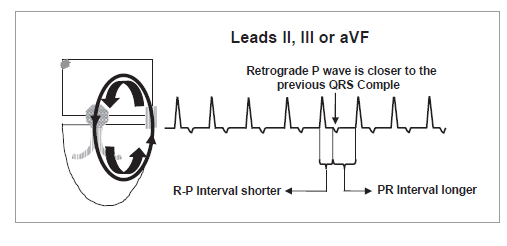 Leads II, III or aVF
Retrograde P wave is closer to the
previous QRS Comple
R-P Interval shorter
PR Interval longer